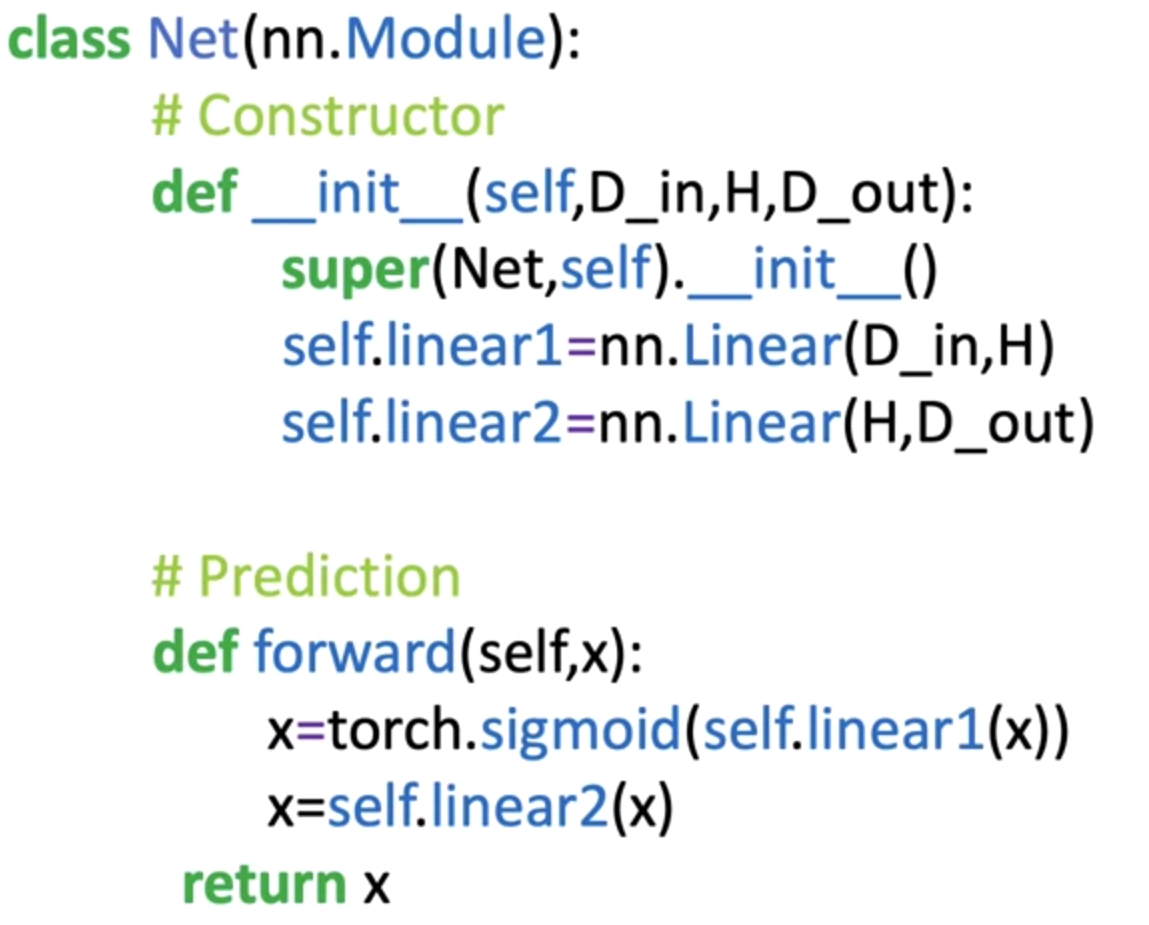 class Net(nn.Module):
# Constructor
def __init__(self,D_in,H,D_out):
super(Net,self).__init__()
self.linear1=nn.Linear(D_in,H)
self.linear2=nn.Linear(H,D_out)
# Prediction
def forward(self,x):
x=torch.sigmoid(self.linear1(x))
x=self.linear2(x)
return x